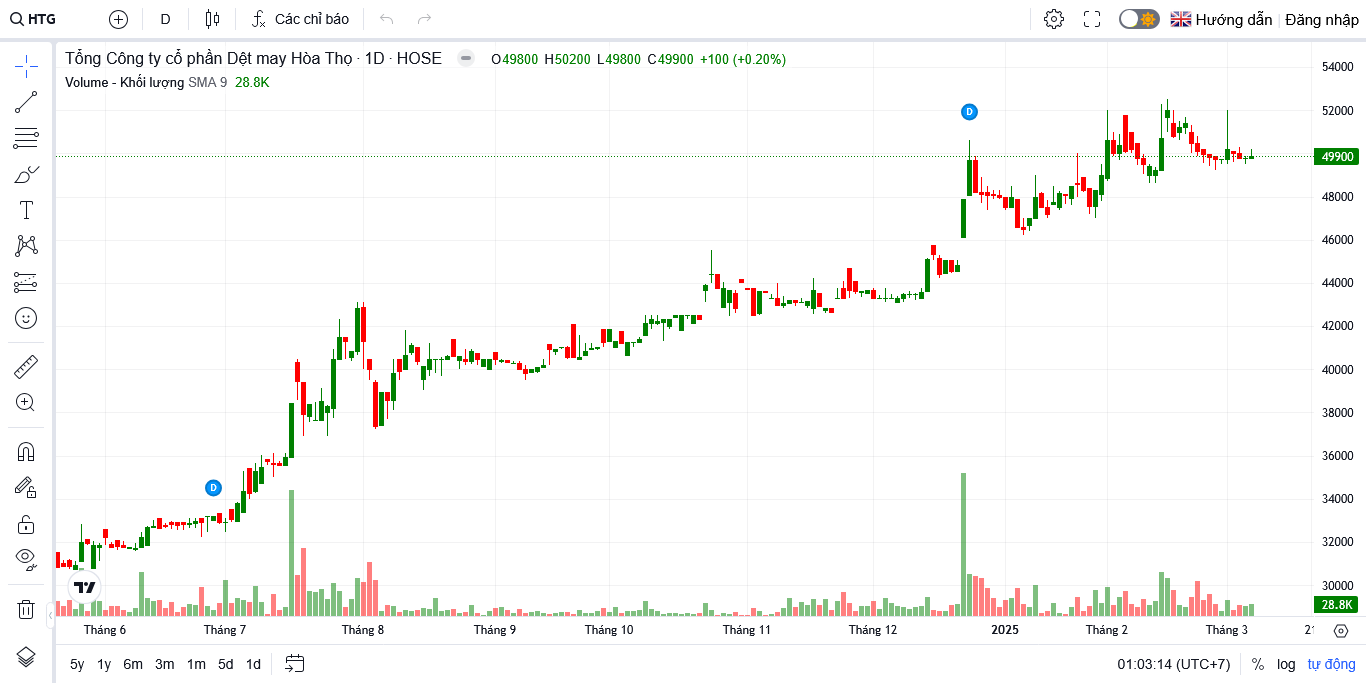 HTG D Các chỉ báo Hướng dẫn Đăng nhập
Tổng Công ty cổ phần Dệt may Hòa Thọ · 1D · HOSE O49800 H50200 L49800 C49900 +100 (+0.20%)
Volume - Khối lượng SMA 9 28.8K
54000
D
52000
49900
48000
46000
44000
42000
40000
38000
36000
D
34000
32000
30000
28.8K
Tháng 6 Tháng 7 Tháng 8 Tháng 9 Tháng 10 Tháng 11 Tháng 12 2025 Tháng 2 Tháng 3
5y 1y 6m 3m 1m 5d 1d 01:03:14 (UTC+7) % log tự động